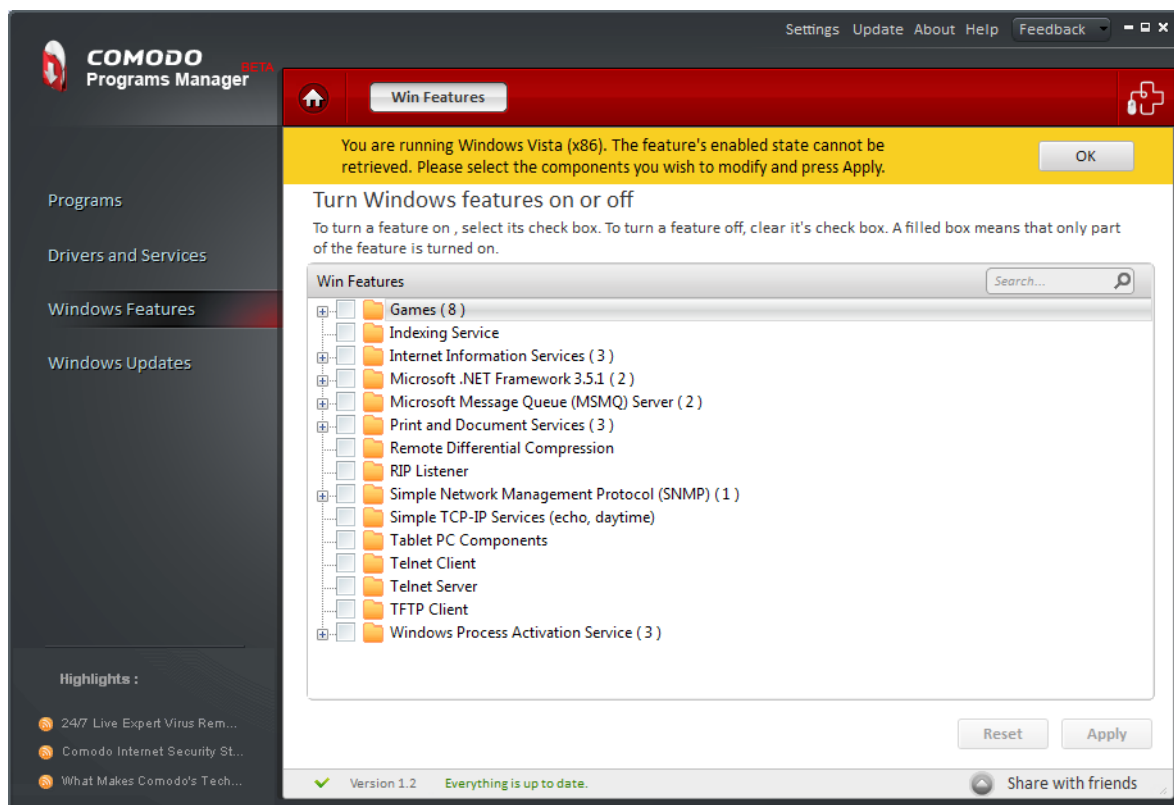 Settings Update About Help Feedback
COMODO
Programs Manager BETA
Win Features
You are running Windows Vista (x86). The feature's enabled state cannot be
retrieved. Please select the components you wish to modify and press Apply.
OK
Programs
Drivers and Services
Windows Features
Windows Updates
Turn Windows features on or off
To turn a feature on , select its check box. To turn a feature off, clear it's check box. A filled box means that only part
of the feature is turned on.
Win Features
Search...
Games ( 8 )
Indexing Service
Internet Information Services ( 3 )
Microsoft .NET Framework 3.5.1 ( 2 )
Microsoft Message Queue (MSMQ) Server ( 2 )
Print and Document Services ( 3 )
Remote Differential Compression
RIP Listener
Simple Network Management Protocol (SNMP) ( 1 )
Simple TCP-IP Services (echo, daytime)
Tablet PC Components
Telnet Client
Telnet Server
TFTP Client
Windows Process Activation Service ( 3 )
Highlights :
24/7 Live Expert Virus Rem...
Comodo Internet Security St...
What Makes Comodo's Tech...
Reset
Apply
Version 1.2
Everything is up to date.
Share with friends